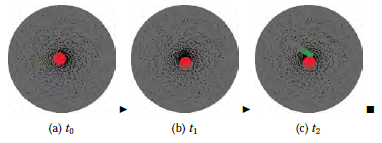 (a) t₀ (b) t₁ (c) t₂